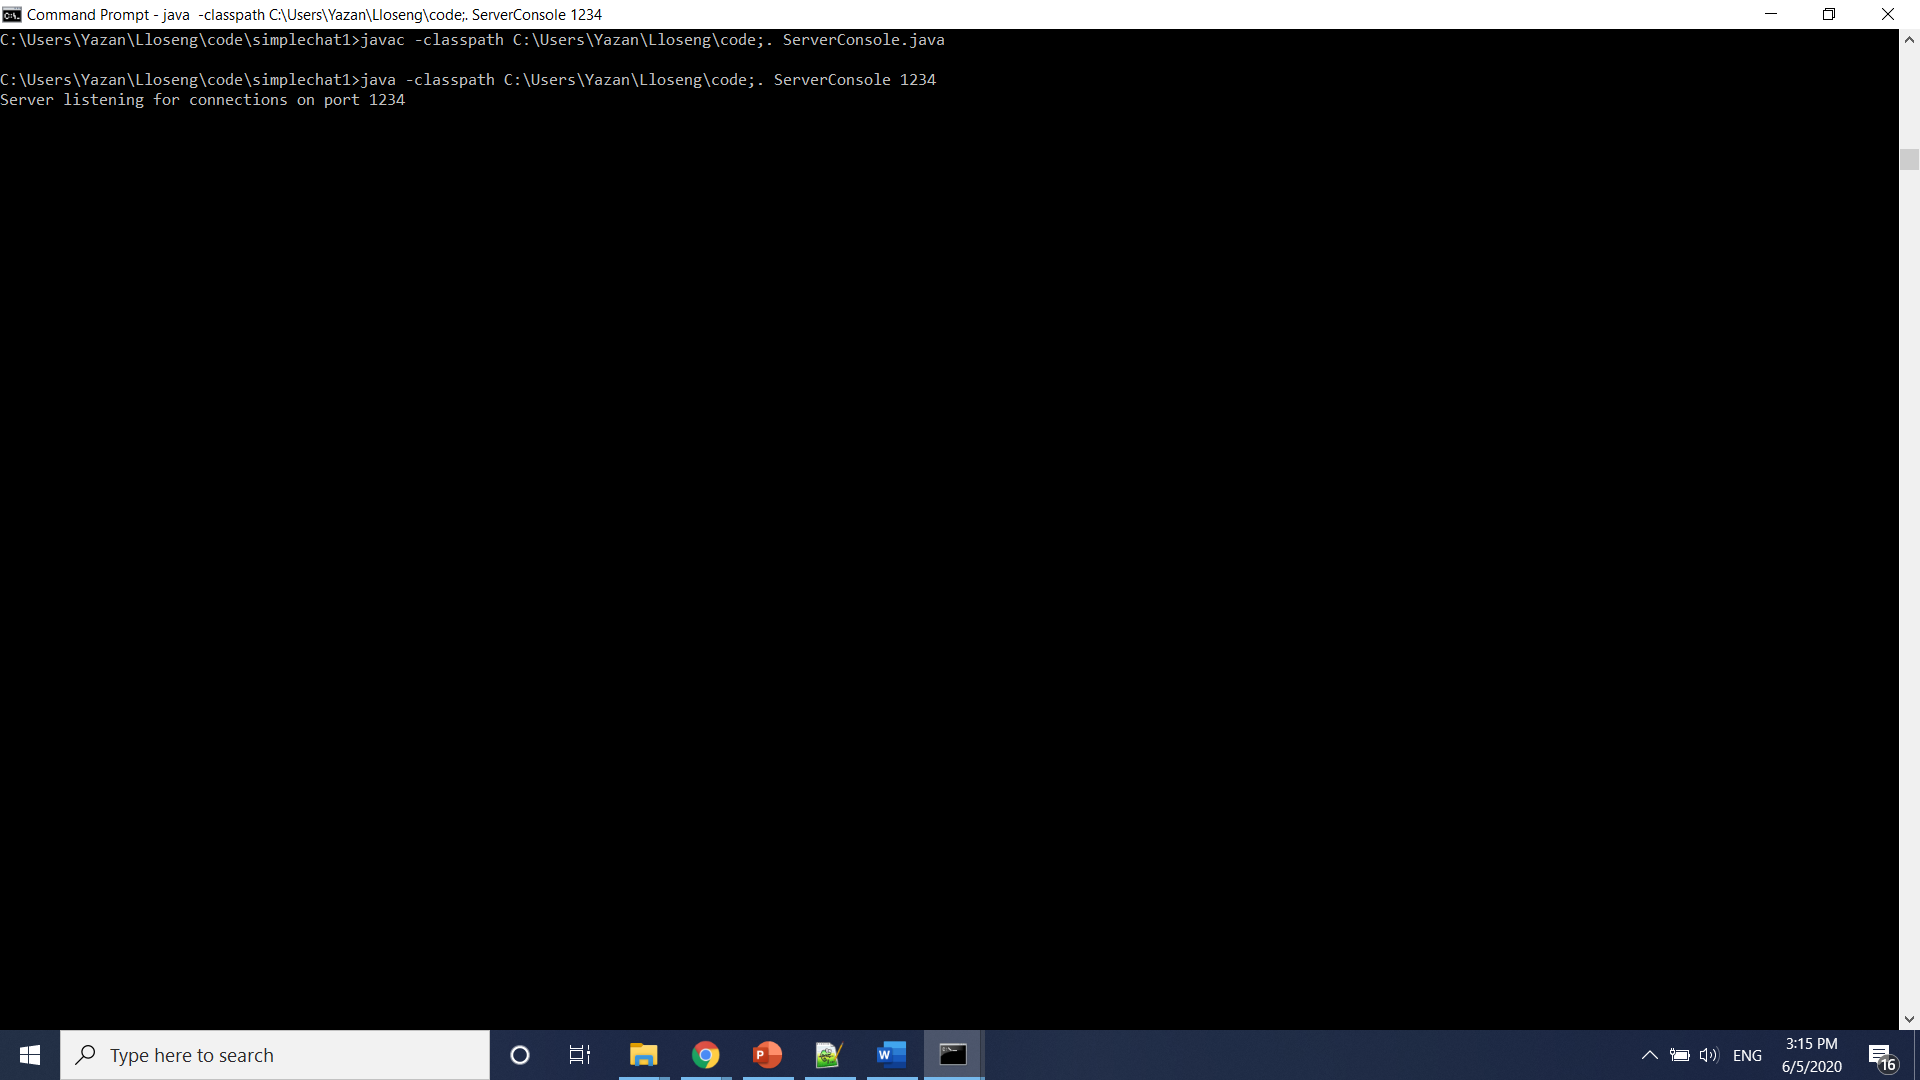 Command Prompt - java  -classpath C:\Users\Yazan\Lloseng\code;. ServerConsole 1234
C:\Users\Yazan\Lloseng\code\simplechat1>javac -classpath C:\Users\Yazan\Lloseng\code;. ServerConsole.java
C:\Users\Yazan\Lloseng\code\simplechat1>java -classpath C:\Users\Yazan\Lloseng\code;. ServerConsole 1234
Server listening for connections on port 1234
Type here to search
ENG
3:15 PM
6/5/2020
16